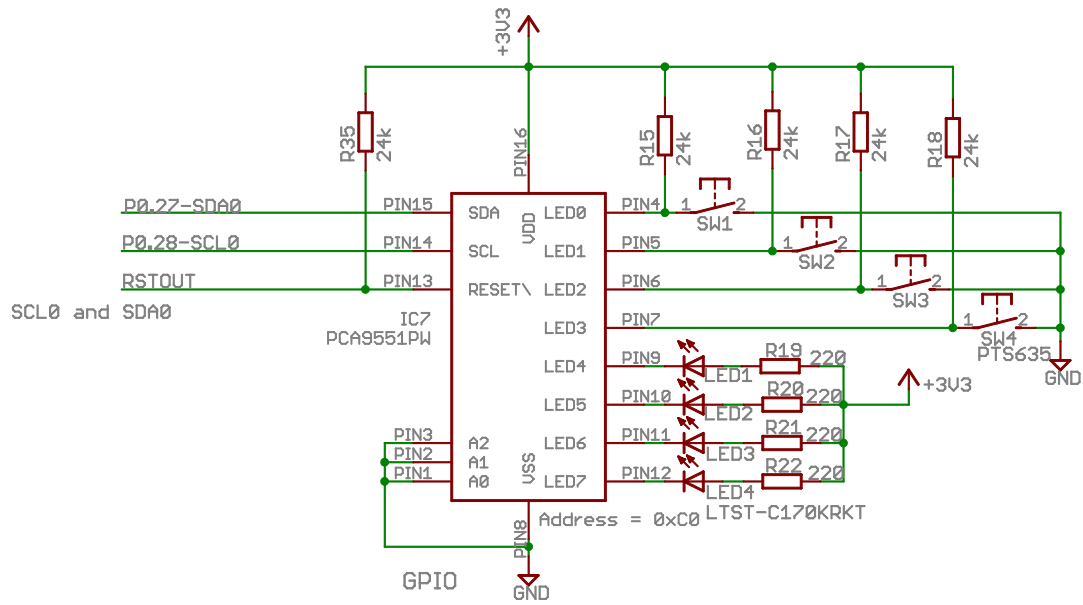 +3V3
R35
24k
PIN16
R15
24k
R16
24k
R17
24k
R18
24k
P0.27-SDA0
PIN15
SDA
VDD
LED0
PIN4
1
2
SW1
P0.28-SCL0
PIN14
SCL
LED1
PIN5
1
2
SW2
RSTOUT
PIN13
RESET\
LED2
PIN6
1
2
SW3
SCL0 and SDA0
IC7
PCA9551PW
LED3
PIN7
1
2
SW4
PTS635
GND
LED4
PIN9
LED1
R19
220
+3V3
LED5
PIN10
LED2
R20
220
LED6
PIN11
LED3
R21
220
LED7
PIN12
LED4
R22
220
LTST-C170KRKT
PIN3
A2
PIN2
A1
PIN1
A0
VSS
PIN8
Address = 0xC0
GPIO
GND